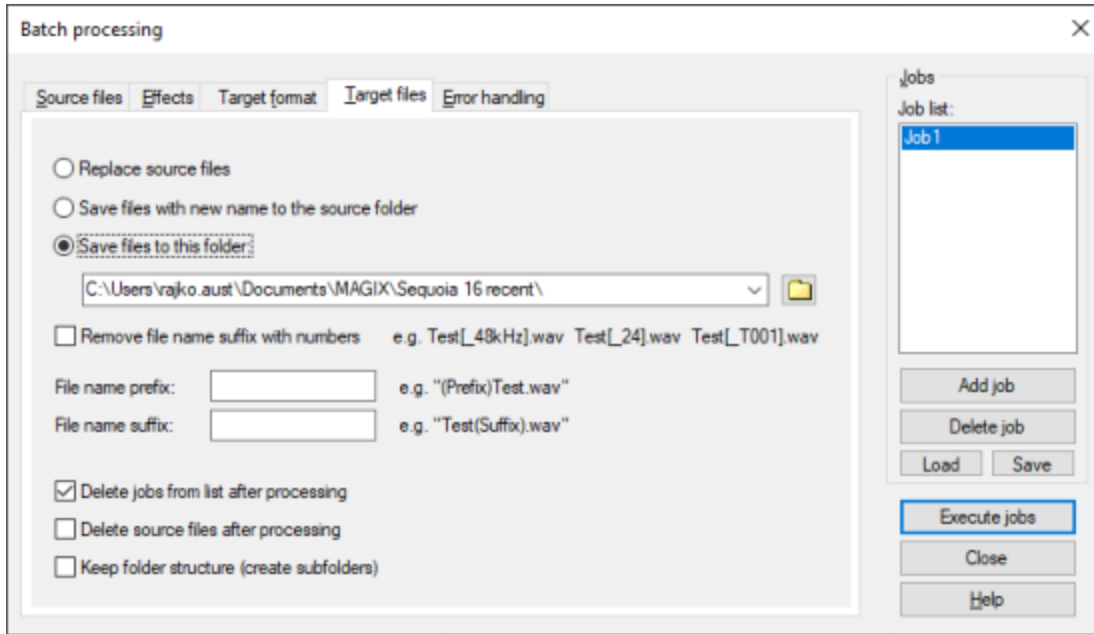 Batch processing
Source files Effects Target format Target files Error handling
Replace source files
Save files with new name to the source folder
Save files to this folder:
C:\Users\rajko.aust\Documents\MAGIX\Sequoia 16 recent\
Remove file name suffix with numbers e.g. Test[_48kHz].wav Test[_24].wav Test[_T001].wav
File name prefix: e.g. "(Prefix)Test.wav"
File name suffix: e.g. "Test(Suffix).wav"
Delete jobs from list after processing
Delete source files after processing
Keep folder structure (create subfolders)
Jobs
Job list:
Job1
Add job
Delete job
Load Save
Execute jobs
Close
Help